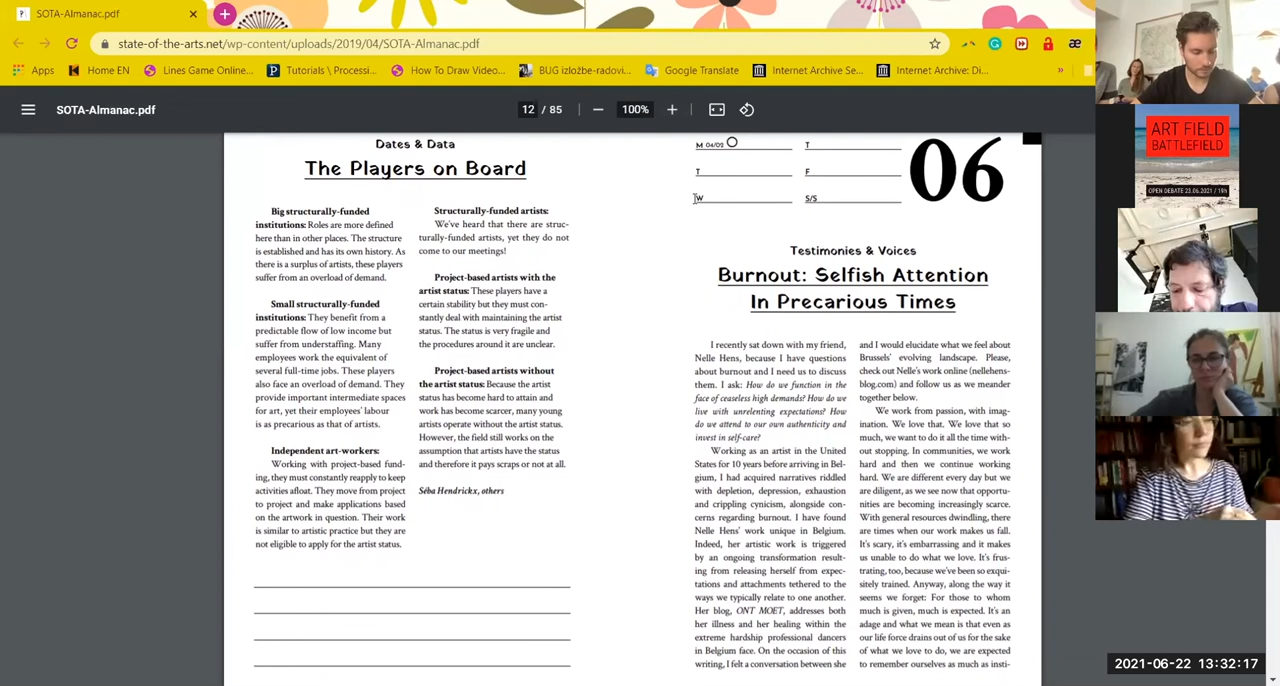 SOTA-Almanac.pdf
state-of-the-arts.net/wp-content/uploads/2019/04/SOTA-Almanac.pdf
Apps
Home EN
Lines Game Online...
Tutorials \ Processi...
How To Draw Video...
BUG izložbe-radovi...
Google Translate
Internet Archive Se...
Internet Archive: Di...
»
SOTA-Almanac.pdf
12 / 85
100%
Dates & Data
The Players on Board
Big structurally-funded
institutions: Roles are more defined
here than in other places. The structure
is established and has its own history. As
there is a surplus of artists, these players
suffer from an overload of demand.
Small structurally-funded
institutions: They benefit from a
predictable flow of low income but
suffer from understaffing. Many
employees work the equivalent of
several full-time jobs. These players
also face an overload of demand. They
provide important intermediate spaces
for art, yet their employees' labour
is as precarious as that of artists.
Independent art-workers:
Working with project-based fund-
ing, they must constantly reapply to keep
activities afloat. They move from project
to project and make applications based
on the artwork in question. Their work
is similar to artistic practice but they are
not eligible to apply for the artist status.
Structurally-funded artists:
We've heard that there are struc-
turally-funded artists, yet they do not
come to our meetings!
Project-based artists with the
artist status: These players have a
certain stability but they must con-
stantly deal with maintaining the artist
status. The status is very fragile and
the procedures around it are unclear.
Project-based artists without
the artist status: Because the artist
status has become hard to attain and
work has become scarcer, many young
artists operate without the artist status.
However, the field still works on the
assumption that artists have the status
and therefore it pays scraps or not at all.
Séba Hendrickx, others
M 04/02
T
T
F
W
S/S
06
Testimonies & Voices
Burnout: Selfish Attention
In Precarious Times
I recently sat down with my friend,
Nelle Hens, because I have questions
about burnout and I need us to discuss
them. I ask: How do we function in the
face of ceaseless high demands? How do we
live with unrelenting expectations? How
do we attend to our own authenticity and
invest in self-care?
Working as an artist in the United
States for 10 years before arriving in Bel-
gium, I had acquired narratives riddled
with depletion, depression, exhaustion
and crippling cynicism, alongside con-
cerns regarding burnout. I have found
Nelle Hens' work unique in Belgium.
Indeed, her artistic work is triggered
by an ongoing transformation result-
ing from releasing herself from expec-
tations and attachments tethered to the
ways we typically relate to one another.
Her blog, ONT MOET, addresses both
her illness and her healing within the
extreme hardship professional dancers
in Belgium face. On the occasion of this
writing, I felt a conversation between she
and I would elucidate what we feel about
Brussels' evolving landscape. Please,
check out Nelle's work online (nellehens-
blog.com) and follow us as we meander
together below.
We work from passion, with imag-
ination. We love that. We love that so
much, we want to do it all the time with-
out stopping. In communities, we work
hard and then we continue working
hard. We are different every day but we
are diligent, as we see now that opportu-
nities are becoming increasingly scarce.
With general resources dwindling, there
are times when our work makes us fall.
It's scary, it's embarrassing and it makes
us unable to do what we love. It's frus-
trating, too, because we've been so exqui-
sitely trained. Anyway, along the way it
seems we forget: For those to whom
much is given, much is expected. It's an
adage and what we mean is that even as
our life force drains out of us for the sake
of what we love to do, we are expected
to remember ourselves as much as insti-
ART FIELD
BATTLEFIELD
OPEN DEBATE 23.06.2021 / 19h
2021-06-22 13:32:17